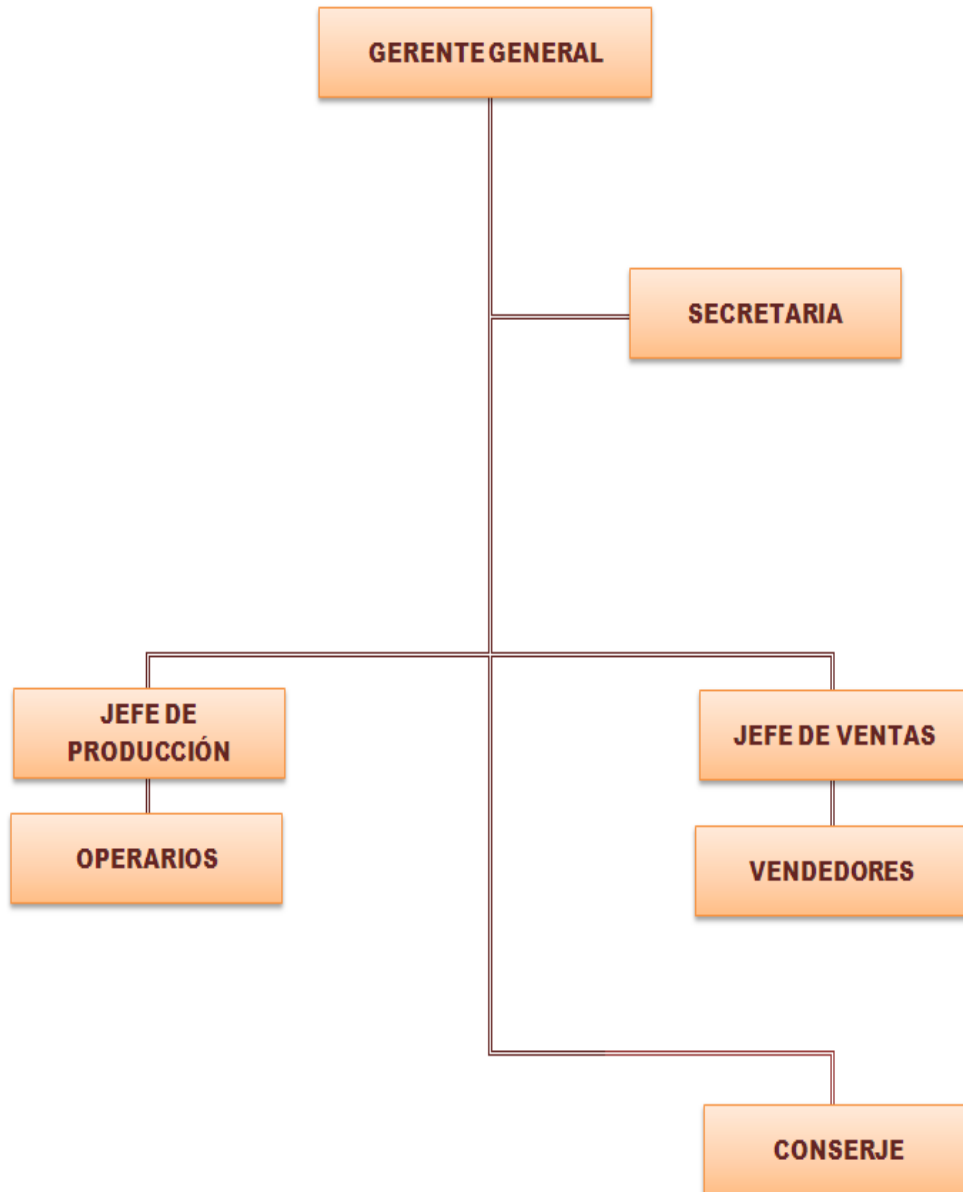 GERENTE GENERAL
SECRETARIA
JEFE DE
PRODUCCIÓN
JEFE DE VENTAS
OPERARIOS
VENDEDORES
CONSERJE